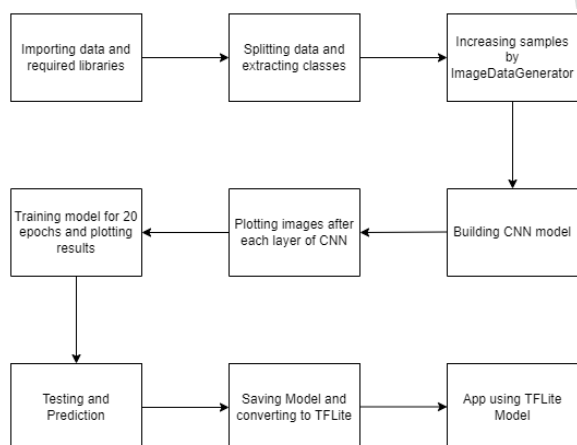 Importing data and
required libraries
Splitting data and
extracting classes
Increasing samples
by
ImageDataGenerator
Training model for 20
epochs and plotting
results
Plotting images after
each layer of CNN
Building CNN model
Testing and
Prediction
Saving Model and
converting to TFLite
App using TFLite
Model